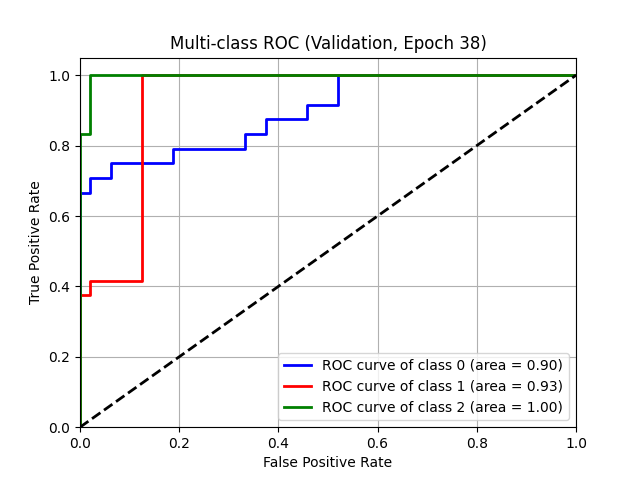 Multi-class ROC (Validation, Epoch 38)
True Positive Rate
1.0
0.8
0.6
0.4
0.2
0.0
ROC curve of class 0 (area = 0.90)
ROC curve of class 1 (area = 0.93)
ROC curve of class 2 (area = 1.00)
0.0 0.2 0.4 0.6 0.8 1.0
False Positive Rate